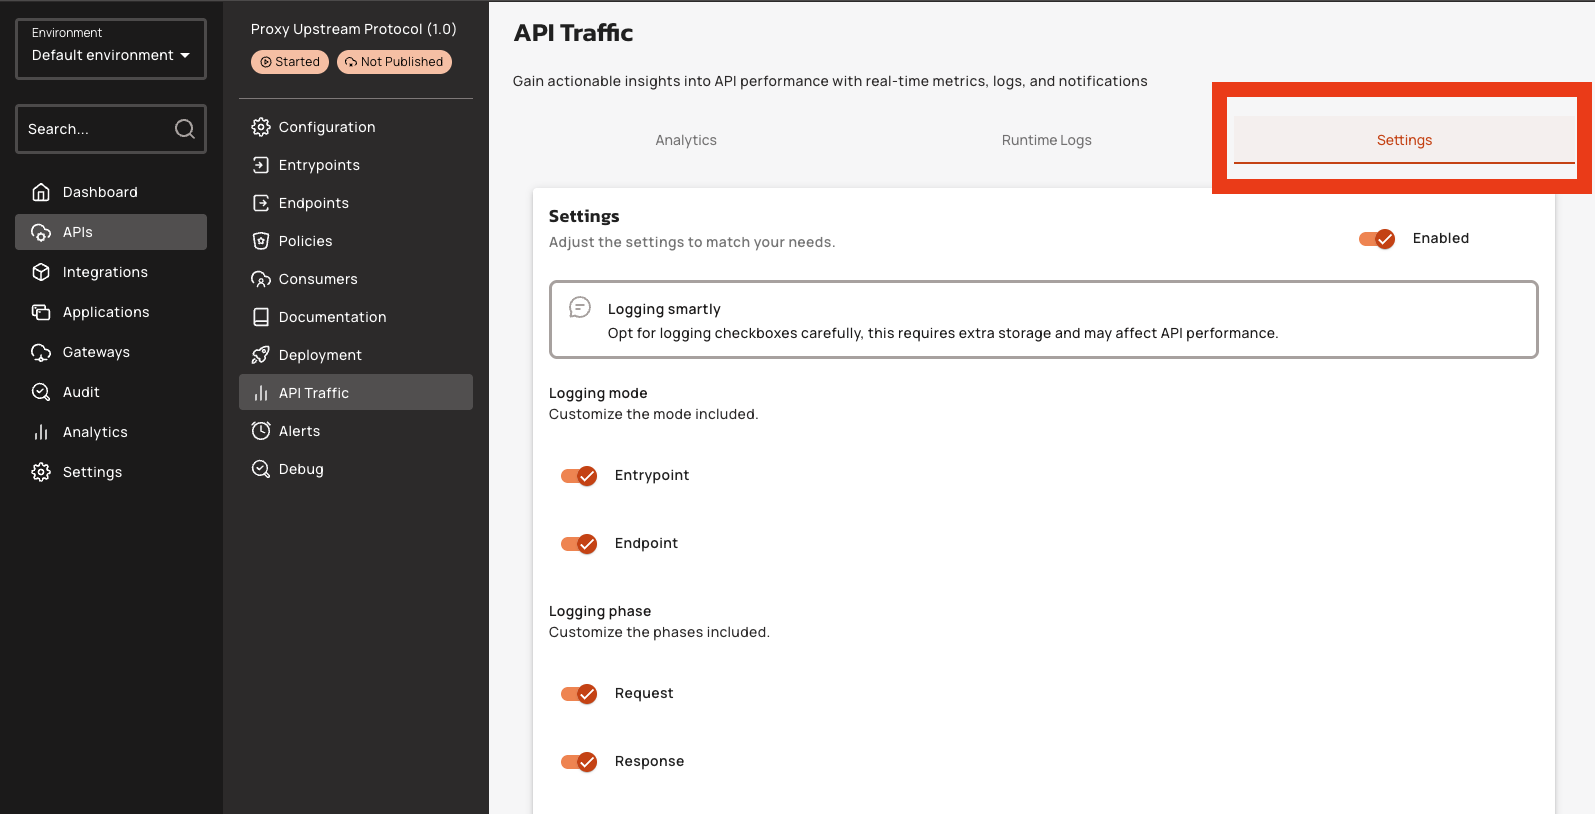 Environment
Default environment
Search...
Dashboard
APIs
Integrations
Applications
Gateways
Audit
Analytics
Settings
Proxy Upstream Protocol (1.0)
Started
Not Published
Configuration
Entrypoints
Endpoints
Policies
Consumers
Documentation
Deployment
API Traffic
Alerts
Debug
API Traffic
Gain actionable insights into API performance with real-time metrics, logs, and notifications
Analytics
Runtime Logs
Settings
Settings
Adjust the settings to match your needs.
Enabled
Logging smartly
Opt for logging checkboxes carefully, this requires extra storage and may affect API performance.
Logging mode
Customize the mode included.
Entrypoint
Endpoint
Logging phase
Customize the phases included.
Request
Response